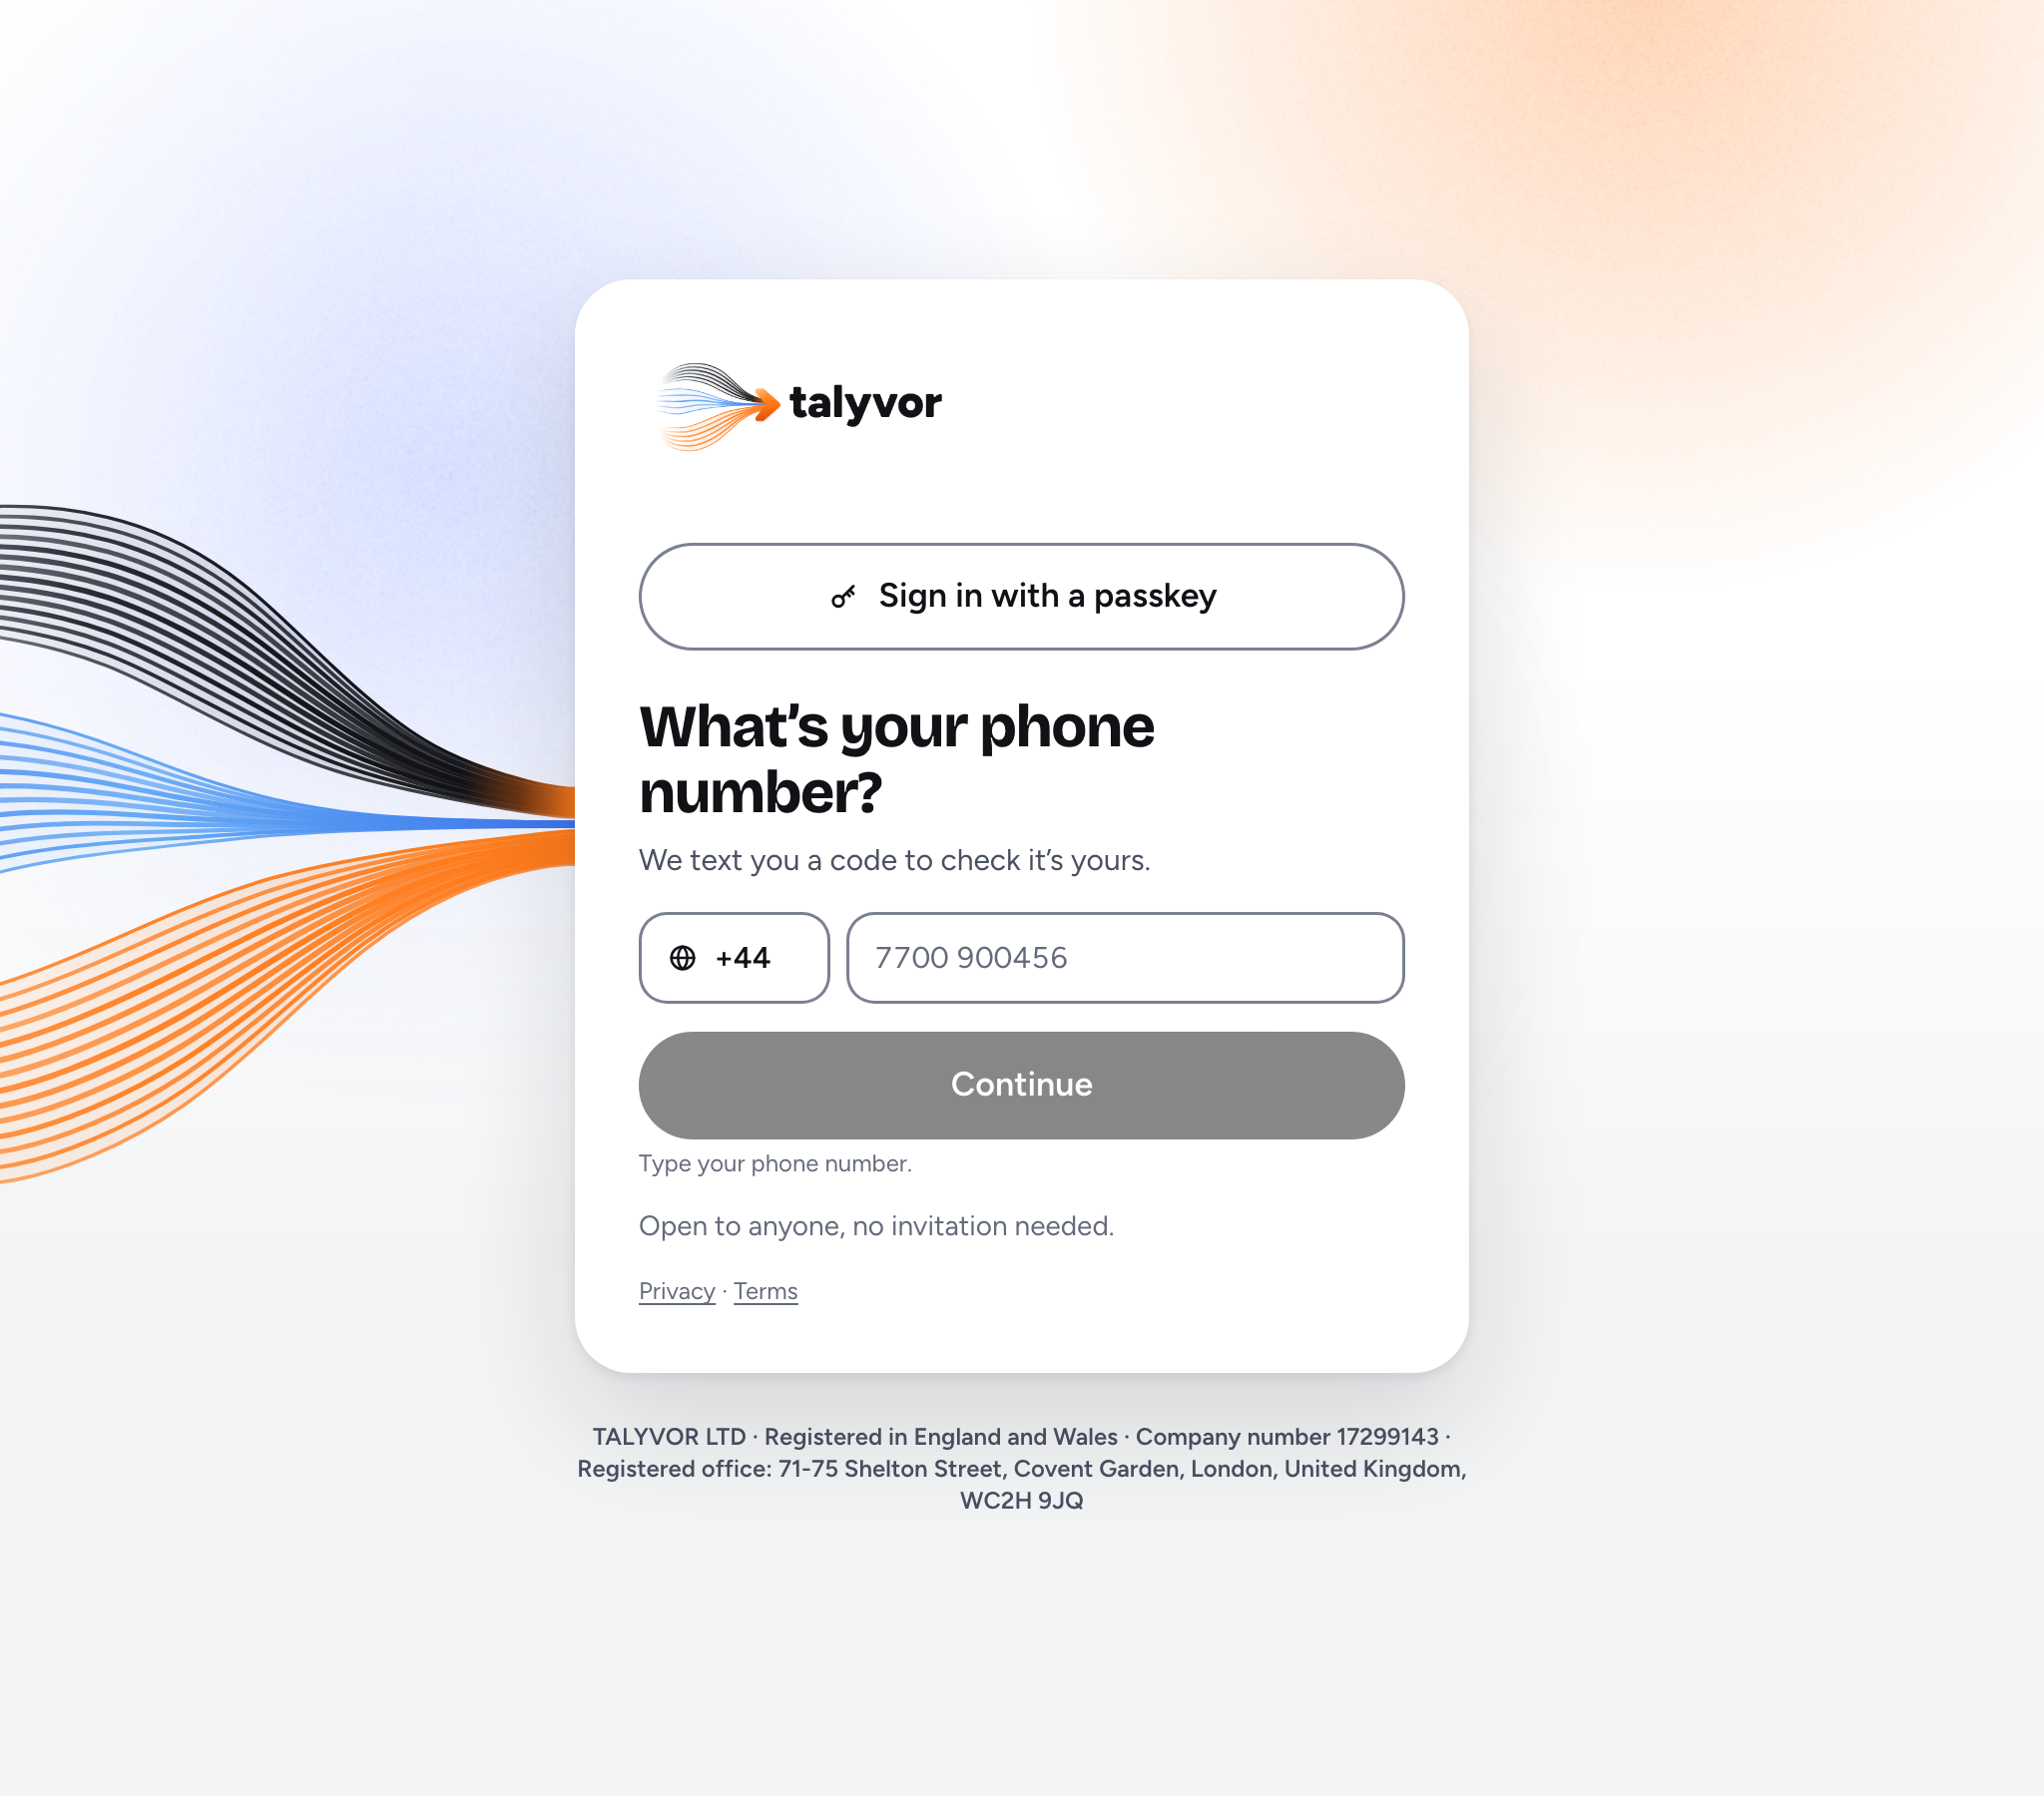 talyvor
Sign in with a passkey
What’s your phone
number?
We text you a code to check it’s yours.
+44
7700 900456
Continue
Type your phone number.
Open to anyone, no invitation needed.
Privacy · Terms
TALYVOR LTD · Registered in England and Wales · Company number 17299143 ·
Registered office: 71-75 Shelton Street, Covent Garden, London, United Kingdom,
WC2H 9JQ